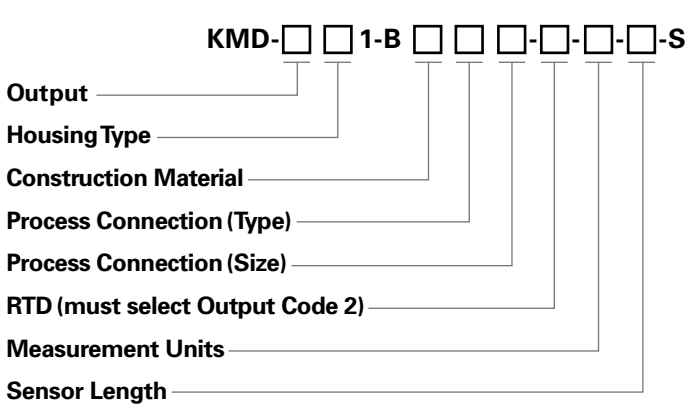 KMD-□ □ 1-B □ □ □-□-□-□-S
Output
Housing Type
Construction Material
Process Connection (Type)
Process Connection (Size)
RTD (must select Output Code 2)
Measurement Units
Sensor Length